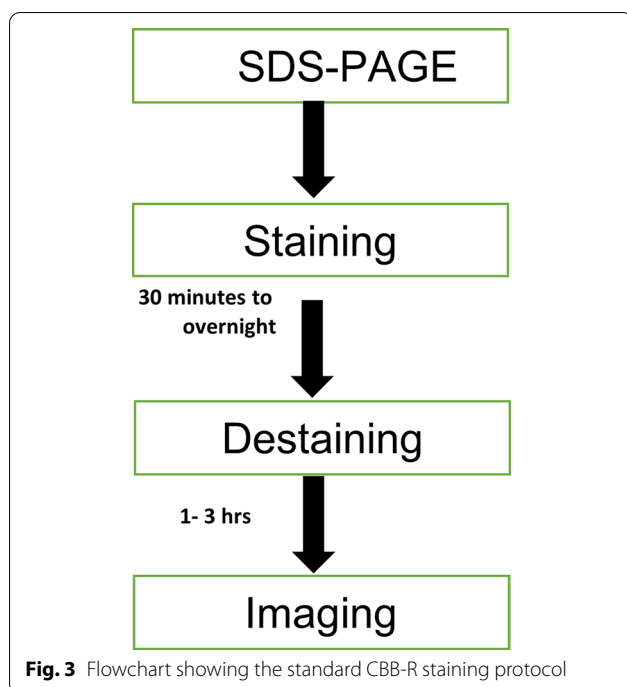 SDS-PAGE
Staining
30 minutes to
overnight
Destaining
1- 3 hrs
Imaging
Fig. 3 Flowchart showing the standard CBB-R staining protocol